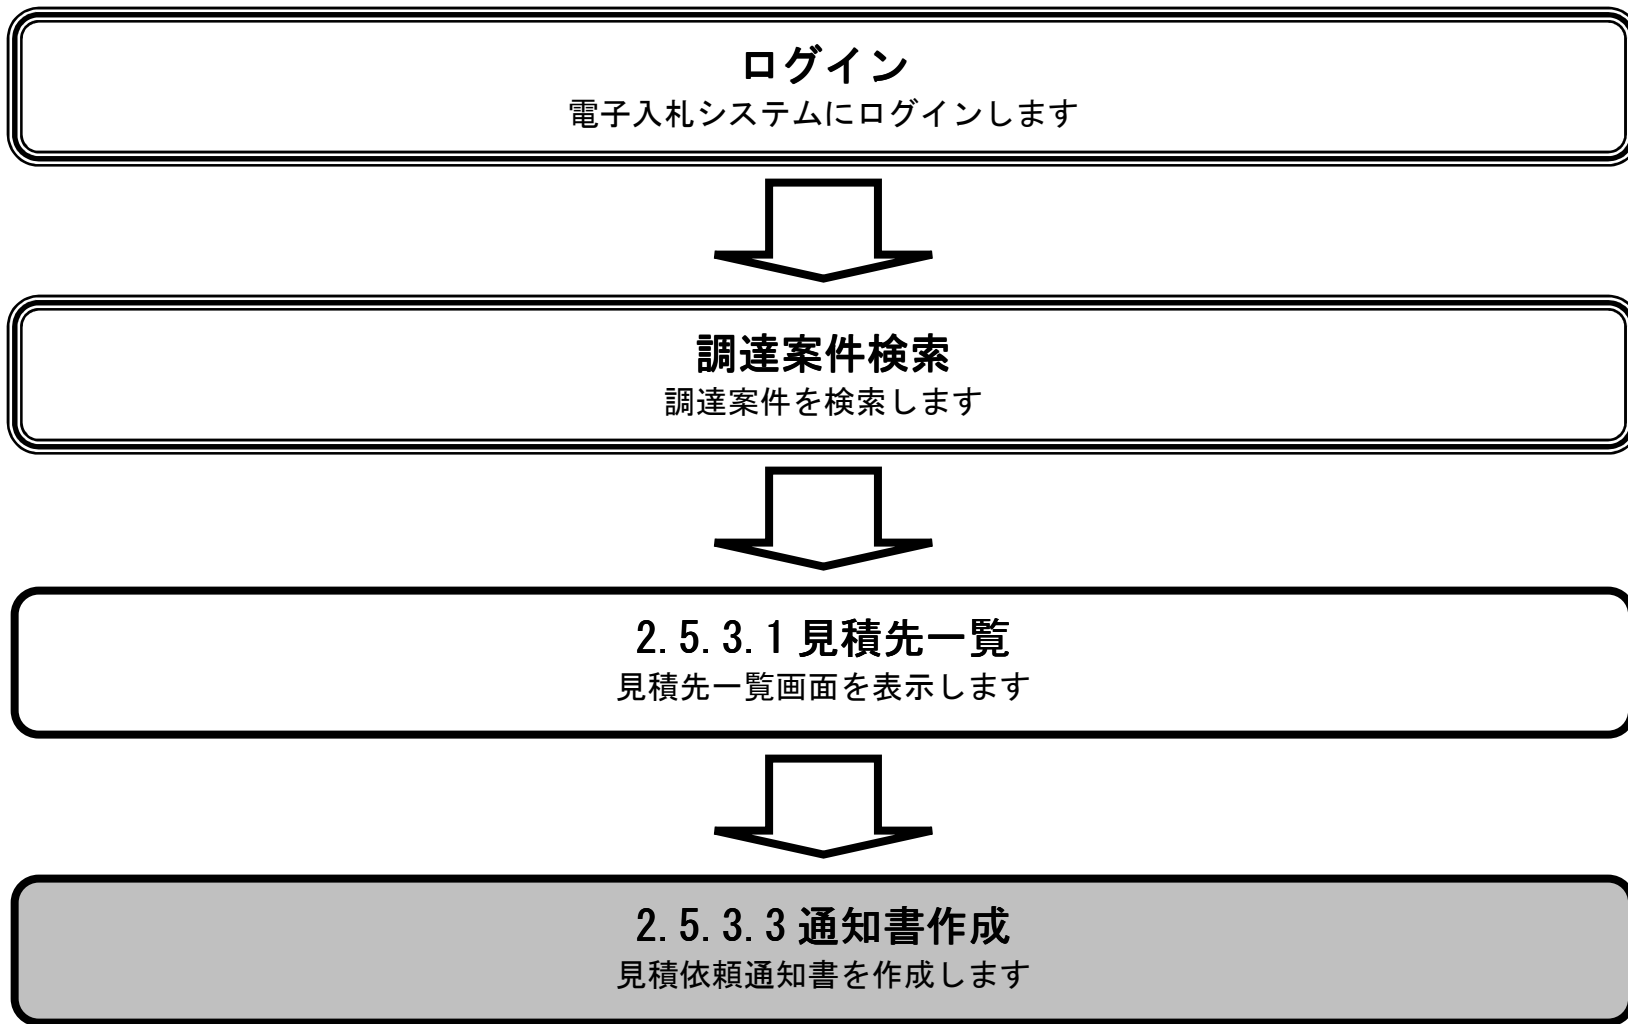 ログイン
電子入札システムにログインします
調達案件検索
調達案件を検索します
2.5.3.1 見積先一覧
見積先一覧画面を表示します
2.5.3.3 通知書作成
見積依頼通知書を作成します